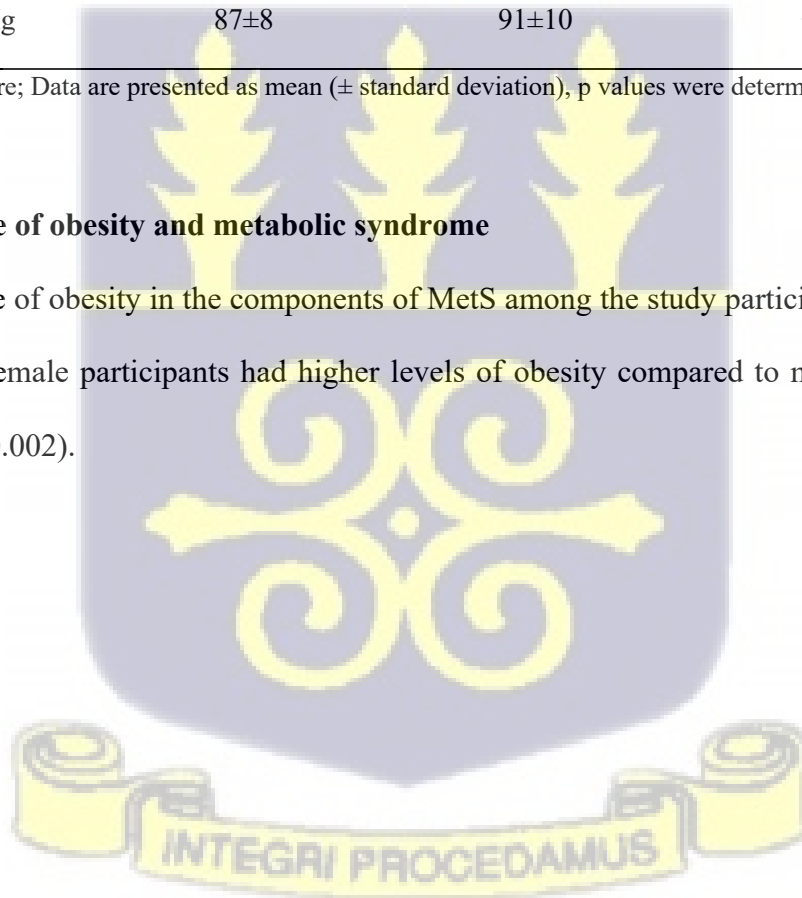 g 87±8 91±10
re; Data are presented as mean (± standard deviation), p values were determ
e of obesity and metabolic syndrome
e of obesity in the components of MetS among the study partici
emale participants had higher levels of obesity compared to m
.002).
INTEGRI PROCEDAMUS